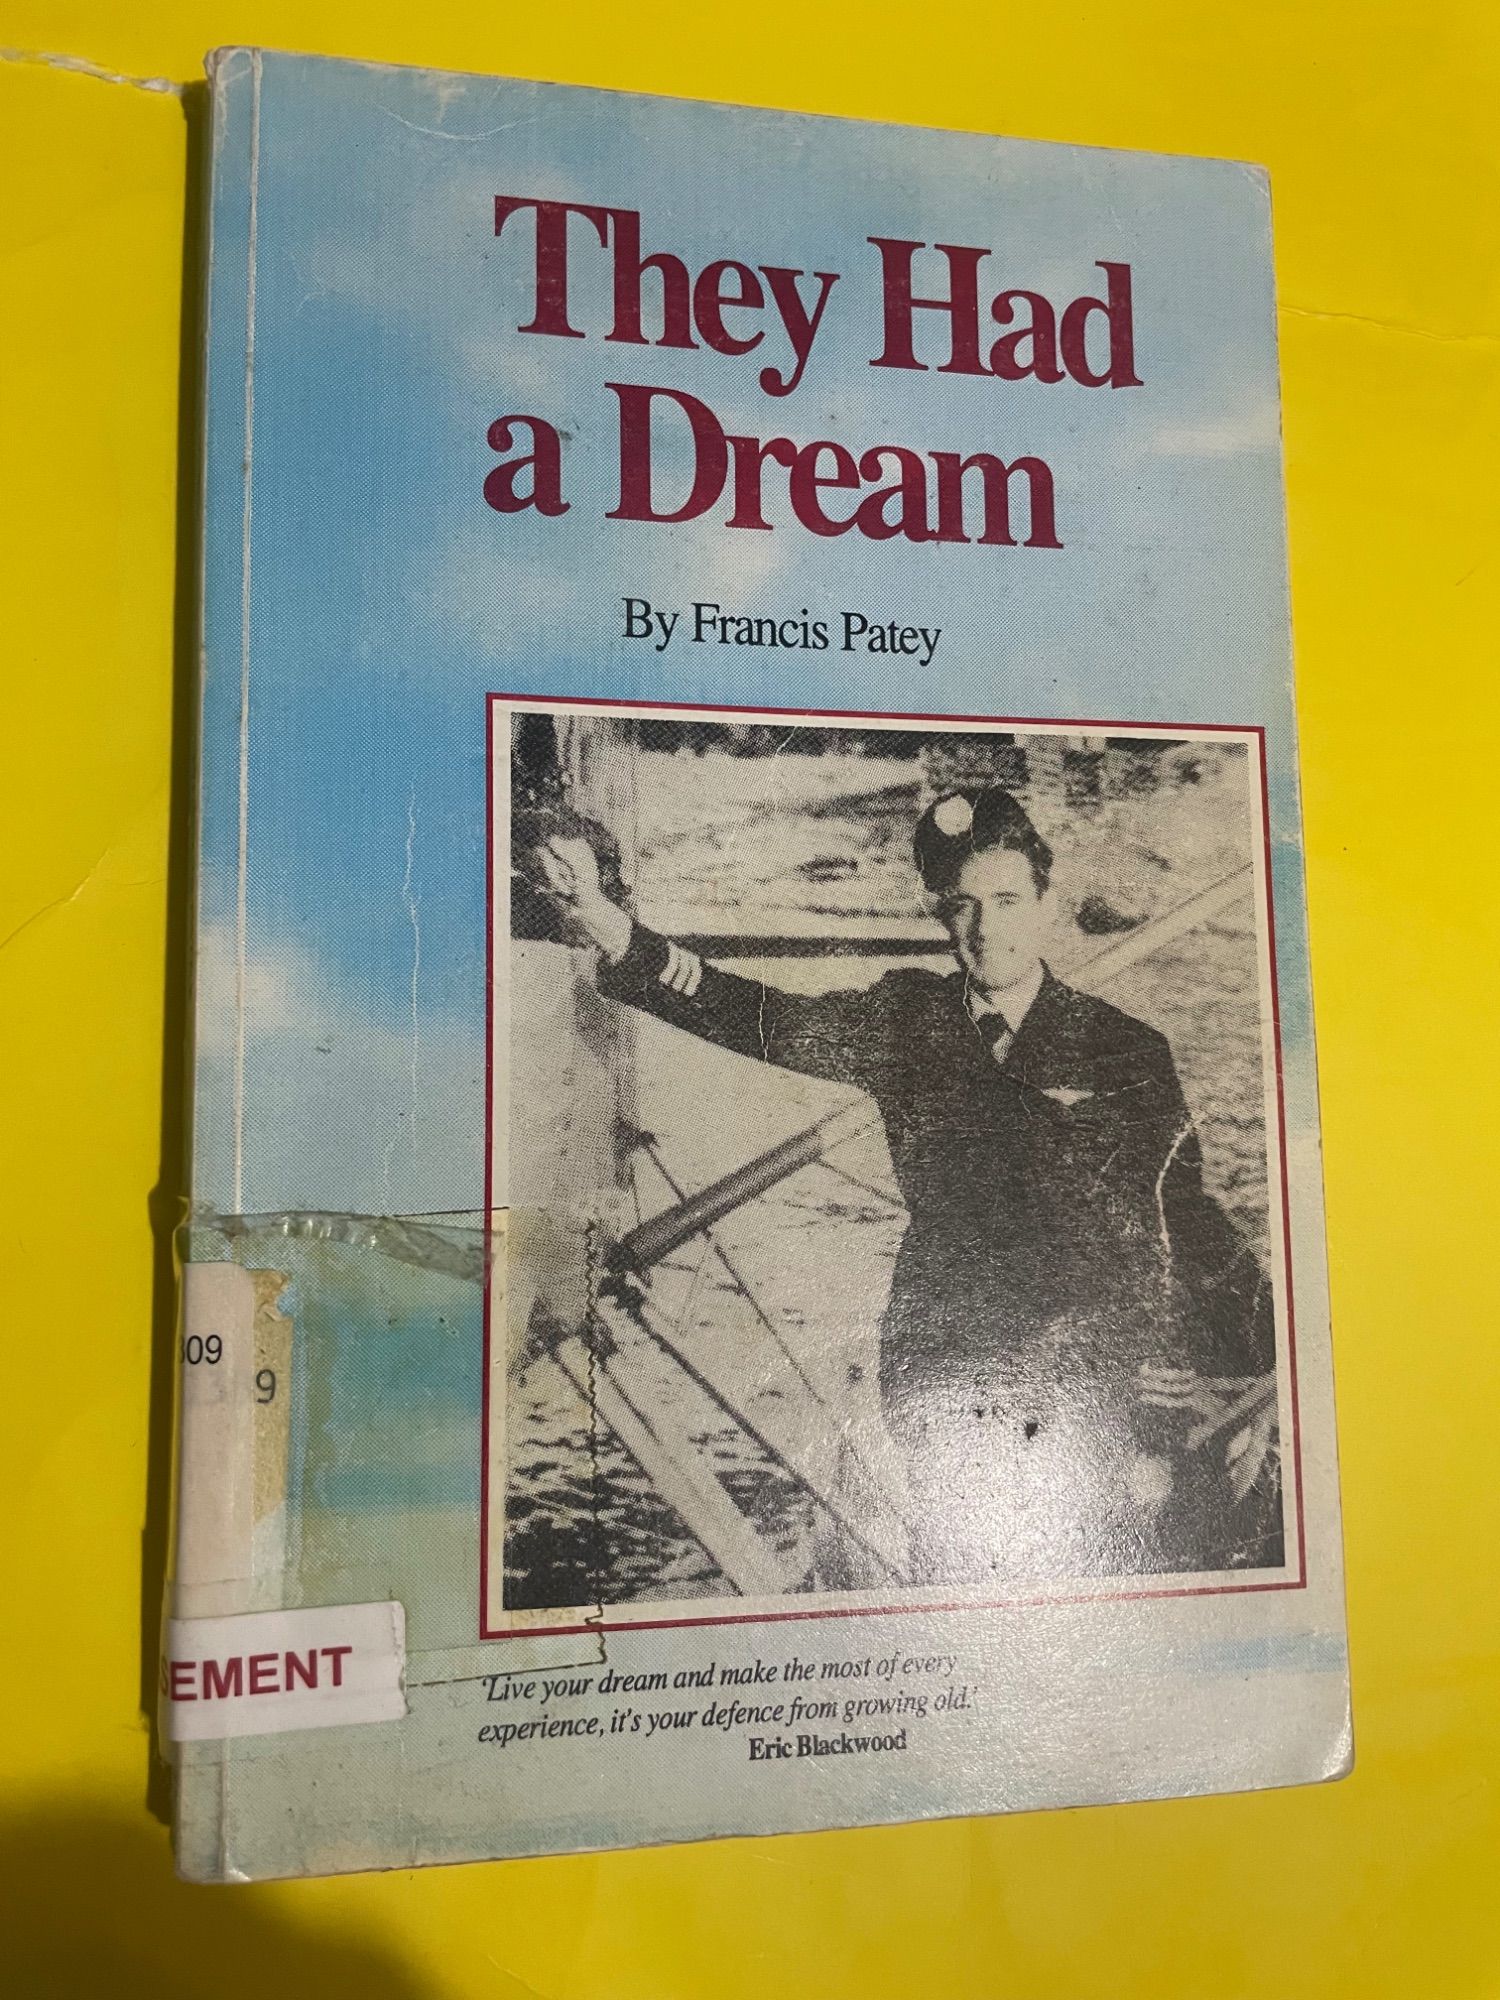 They Had
a Dream
By Francis Patey
309
9
SEMENT
'Live your dream and make the most of every
experience, it's your defence from growing old.'
Eric Blackwood